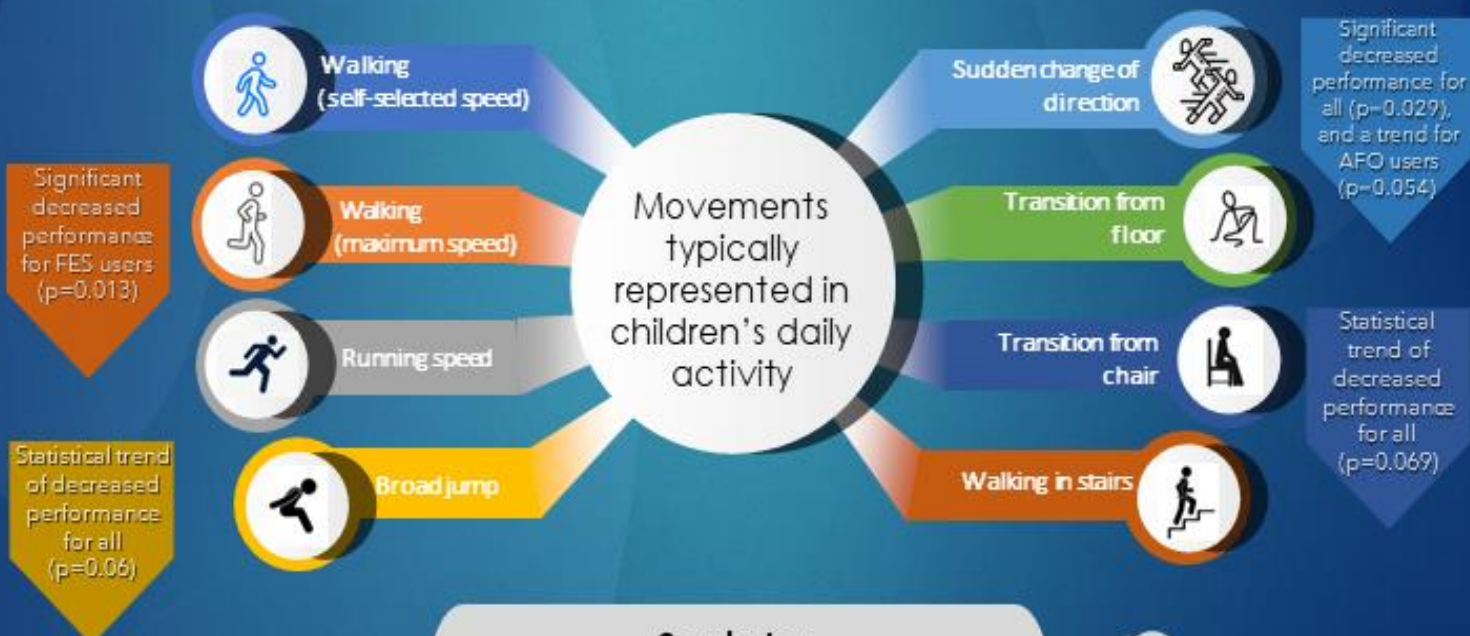 Walking
(self-selected speed)
Significant
decreased
performance
for FES users
(p=0.013)
Walking
(maximum speed)
Running speed
Statistical trend
of decreased
performance
for all
(p=0.06)
Broad jump
Movements
typically
represented in
children's daily
activity
Sudden change of
direction
Significant
decreased
performance for
all (p=0.029),
and a trend for
AFO users
(p=0.054)
Transition from
floor
Transition from
chair
Statistical
trend of
decreased
performance
for all
(p=0.069)
Walking in stairs